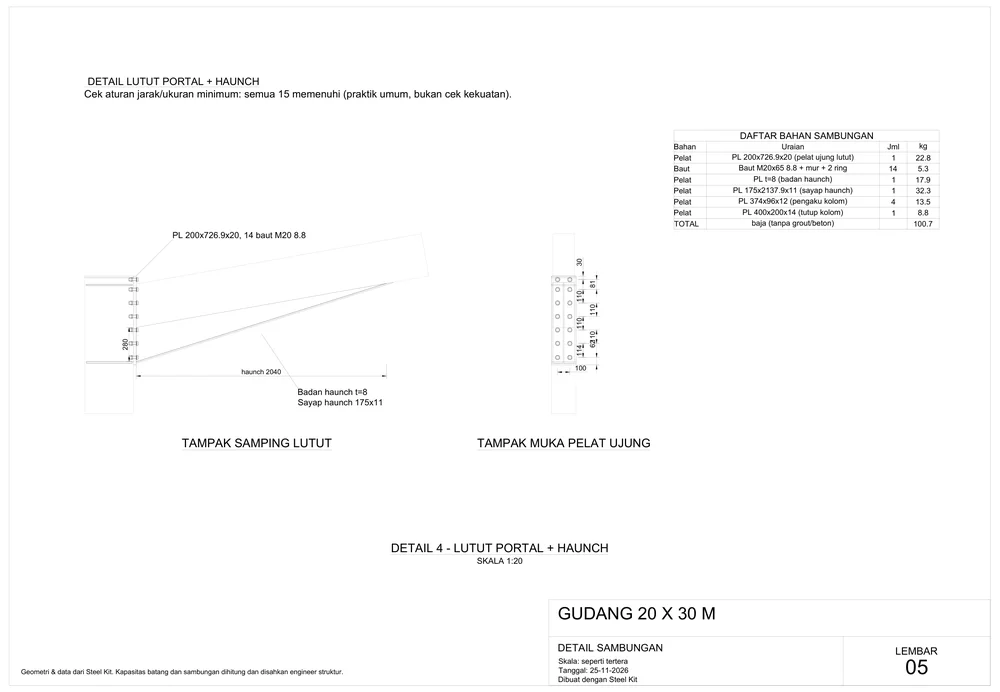 DETAIL LUTUT PORTAL + HAUNCH
Cek aturan jarak/ukuran minimum: semua 15 memenuhi (praktik umum, bukan cek kekuatan).
DAFTAR BAHAN SAMBUNGAN
Bahan Uraian Jml kg
Pelat PL 200x726.9x20 (pelat ujung lutut) 1 22.8
Baut Baut M20x65 8.8 + mur + 2 ring 14 5.3
Pelat PL t=8 (badan haunch) 1 17.9
Pelat PL 175x2137.9x11 (sayap haunch) 1 32.3
Pelat PL 374x96x12 (pengaku kolom) 4 13.5
Pelat PL 400x200x14 (tutup kolom) 1 8.8
TOTAL baja (tanpa grout/beton) 100.7
PL 200x726.9x20, 14 baut M20 8.8
280
haunch 2040
Badan haunch t=8
Sayap haunch 175x11
30
81
110
110
110
110
114
62
100
TAMPAK SAMPING LUTUT
TAMPAK MUKA PELAT UJUNG
DETAIL 4 - LUTUT PORTAL + HAUNCH
SKALA 1:20
GUDANG 20 X 30 M
DETAIL SAMBUNGAN
Skala: seperti tertera
Tanggal: 25-11-2026
Dibuat dengan Steel Kit
LEMBAR
05
Geometri & data dari Steel Kit. Kapasitas batang dan sambungan dihitung dan disahkan engineer struktur.